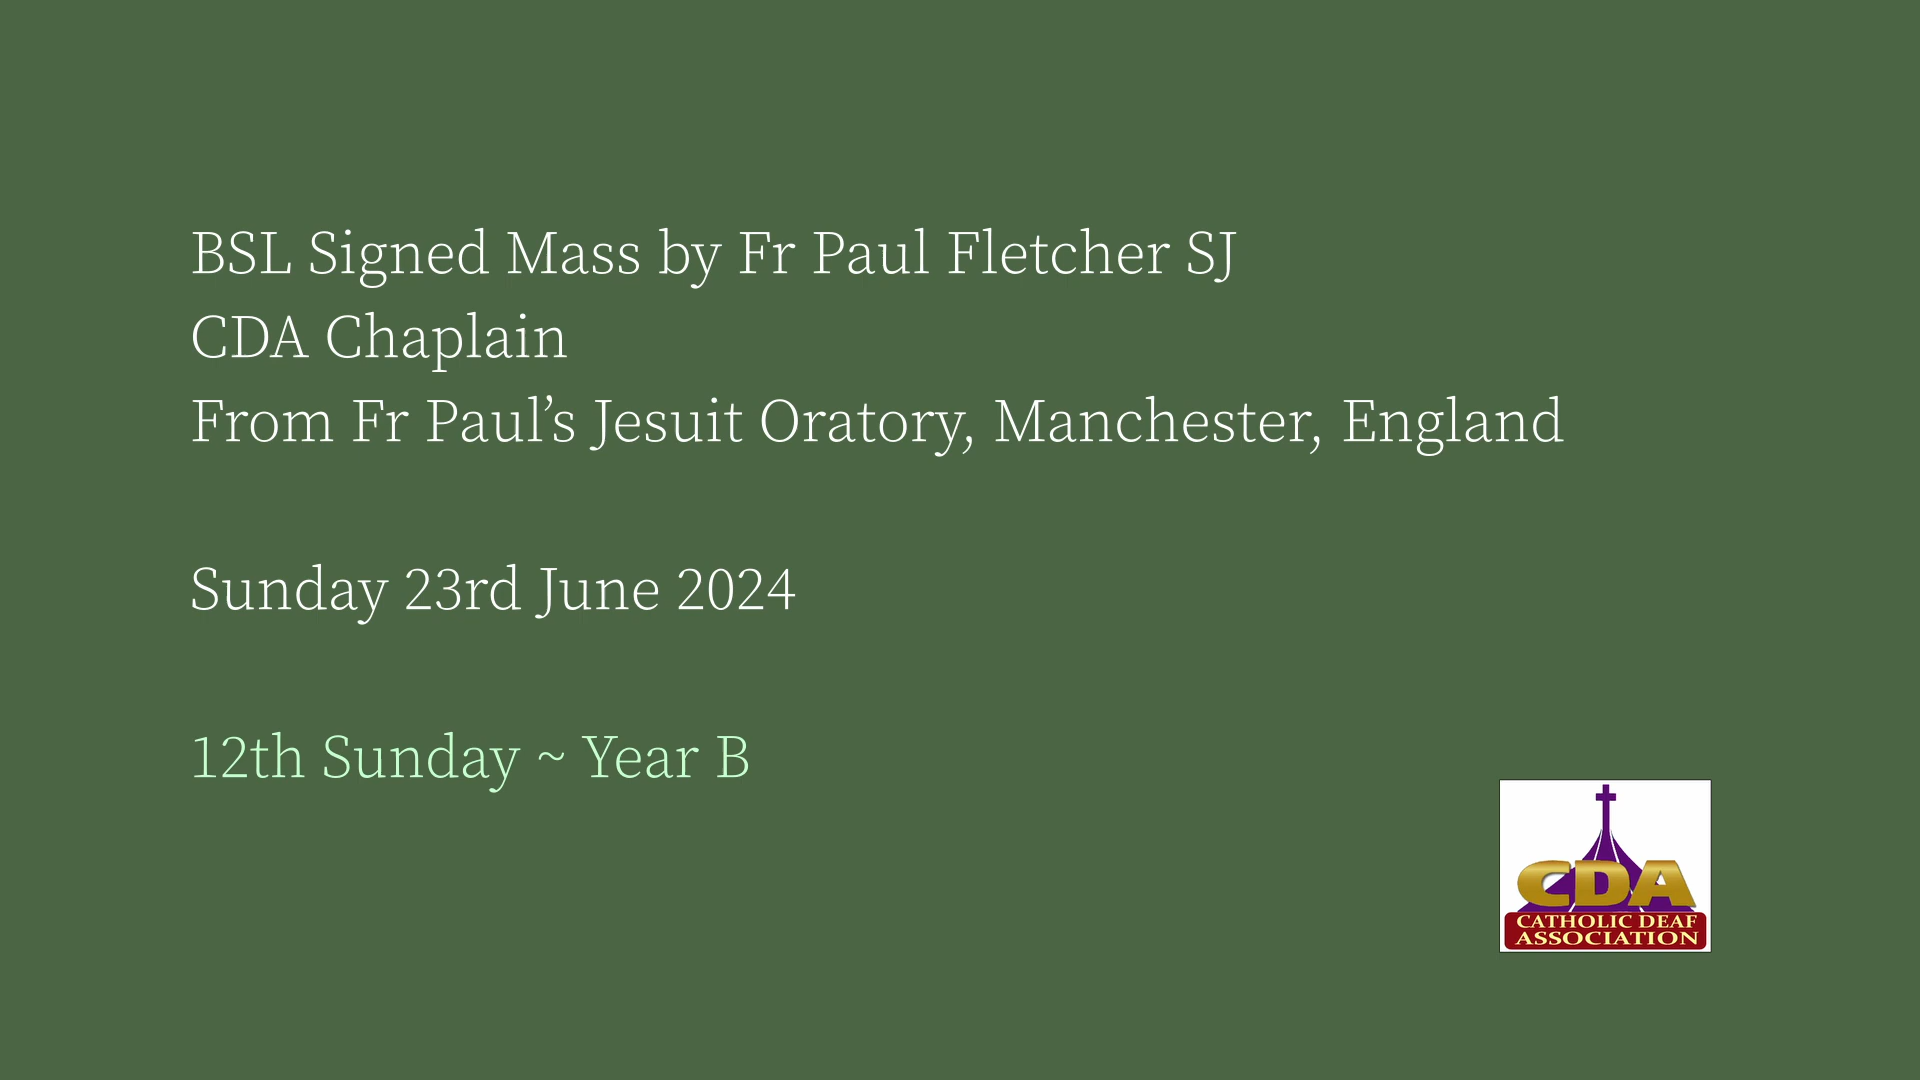 BSL Signed Mass by Fr Paul Fletcher SJ
CDA Chaplain
From Fr Paul’s Jesuit Oratory, Manchester, England
Sunday 23rd June 2024
12th Sunday ~ Year B
CDA
CATHOLIC DEAF
ASSOCIATION